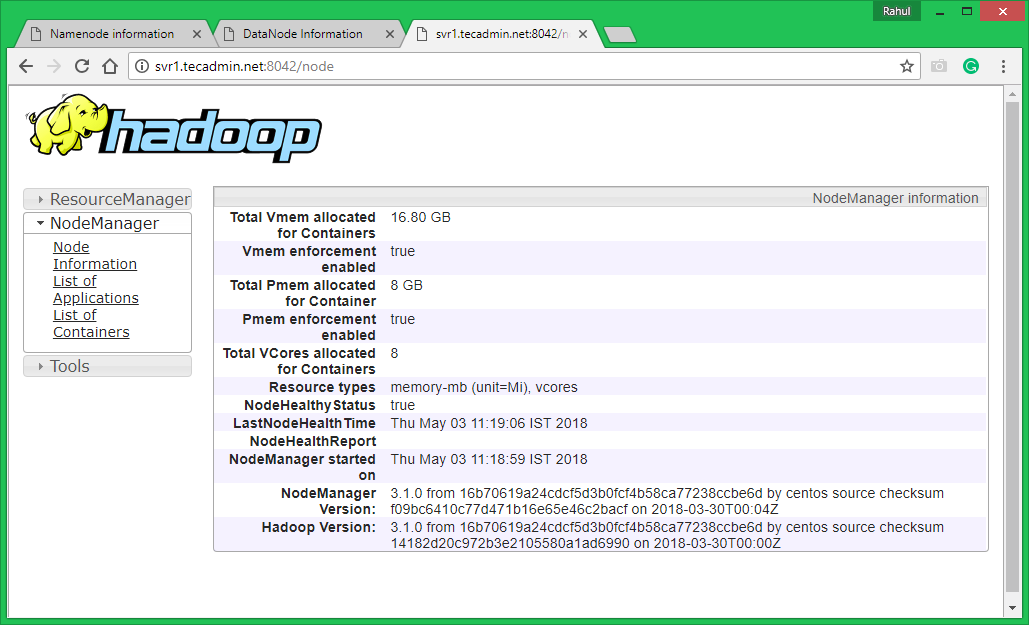 Rahul
Namenode information
DataNode Information
svr1.tecadmin.net:8042/n
svr1.tecadmin.net:8042/node
hadoop
ResourceManager
NodeManager
Node
Information
List of
Applications
List of
Containers
Tools
NodeManager information
Total Vmem allocated 16.80 GB
for Containers
Vmem enforcement true
enabled
Total Pmem allocated 8 GB
for Container
Pmem enforcement true
enabled
Total VCores allocated 8
for Containers
Resource types memory-mb (unit=Mi), vcores
NodeHealthyStatus true
LastNodeHealthTime Thu May 03 11:19:06 IST 2018
NodeHealthReport
NodeManager started Thu May 03 11:18:59 IST 2018
on
NodeManager 3.1.0 from 16b70619a24cdcf5d3b0fcf4b58ca77238ccbe6d by centos source checksum
Version: f09bc6410c77d471b16e65e46c2bacf on 2018-03-30T00:04Z
Hadoop Version: 3.1.0 from 16b70619a24cdcf5d3b0fcf4b58ca77238ccbe6d by centos source checksum
14182d20c972b3e2105580a1ad6990 on 2018-03-30T00:00Z